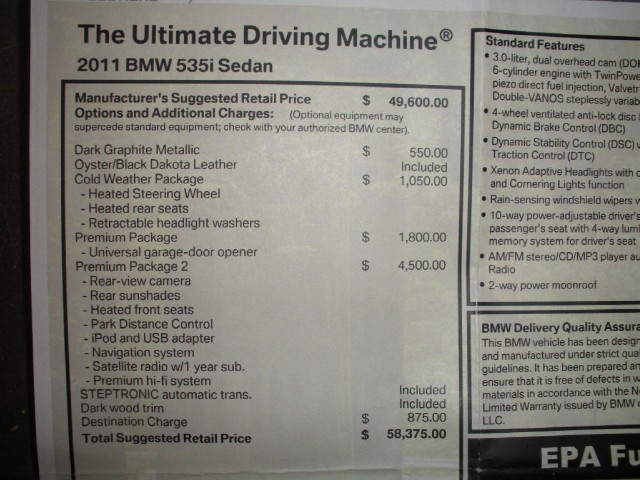 The Ultimate Driving Machine®
2011 BMW 535i Sedan
Manufacturer's Suggested Retail Price $ 49,600.00
Options and Additional Charges: (Optional equipment may
supercede standard equipment; check with your authorized BMW center).
Dark Graphite Metallic $ 550.00
Oyster/Black Dakota Leather Included
Cold Weather Package $ 1,050.00
- Heated Steering Wheel
- Heated rear seats
- Retractable headlight washers
Premium Package $ 1,800.00
- Universal garage-door opener
Premium Package 2 $ 4,500.00
- Rear-view camera
- Rear sunshades
- Heated front seats
- Park Distance Control
- iPod and USB adapter
- Navigation system
- Satellite radio w/1 year sub.
- Premium hi-fi system
STEPTRONIC automatic trans. Included
Dark wood trim Included
Destination Charge $ 875.00
Total Suggested Retail Price $ 58,375.00
Standard Features
• 3.0-liter, dual overhead cam (DO
6-cylinder engine with TwinPowe
piezo direct fuel injection, Valvetr
Double-VANOS steplessly variab
• 4-wheel ventilated anti-lock disc
Dynamic Brake Control (DBC)
• Dynamic Stability Control (DSC)
Traction Control (DTC)
• Xenon Adaptive Headlights with
and Cornering Lights function
• Rain-sensing windshield wipers
• 10-way power-adjustable driver's
passenger's seat with 4-way lum
memory system for driver's seat
• AM/FM stereo/CD/MP3 player au
Radio
• 2-way power moonroof
BMW Delivery Quality Assura
This BMW vehicle has been design
and manufactured under strict qua
guidelines. It has been prepared an
ensure that it is free of defects in w
materials in accordance with the N
Limited Warranty issued by BMW
LLC.
EPA Fu